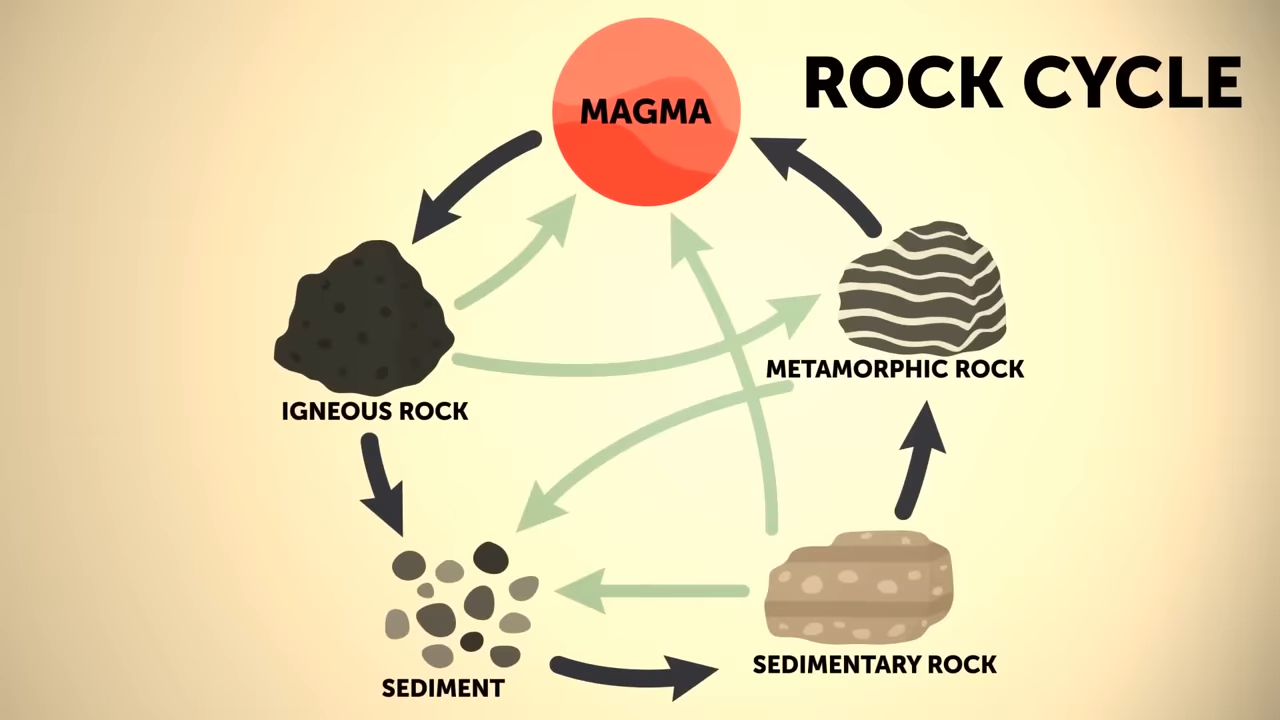 ROCK CYCLE
MAGMA
IGNEOUS ROCK
METAMORPHIC ROCK
SEDIMENT
SEDIMENTARY ROCK